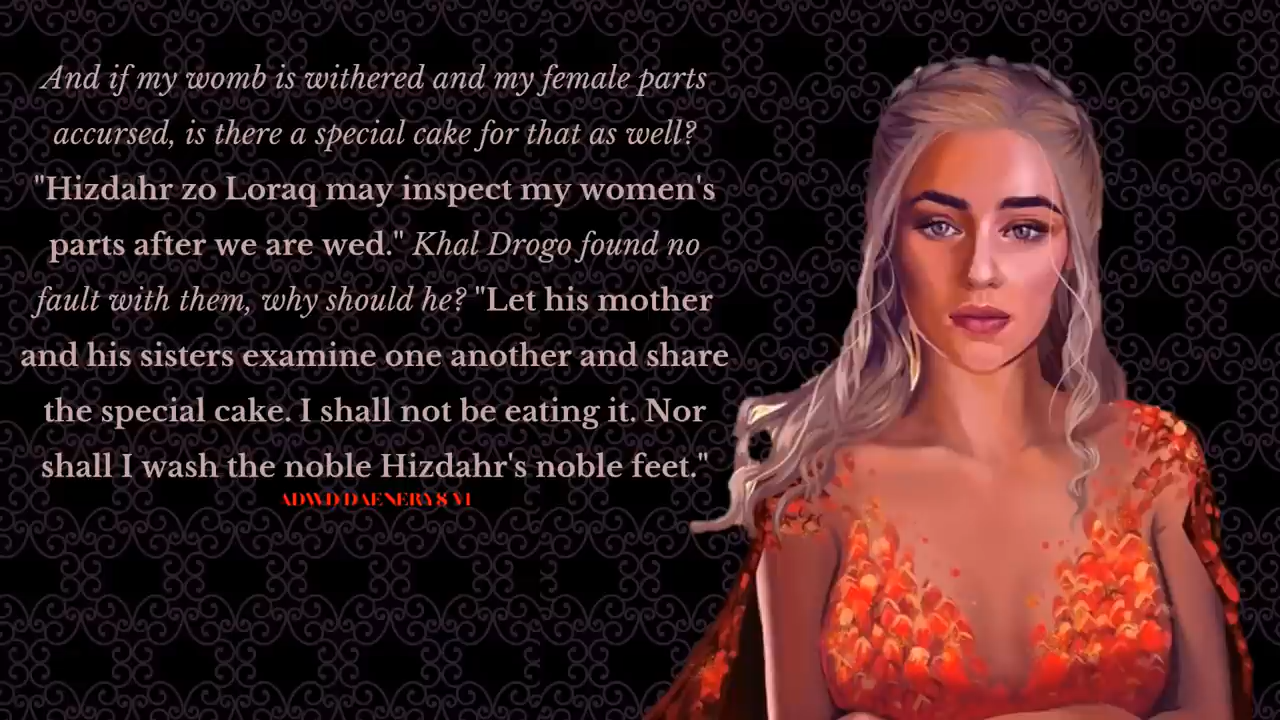 And if my womb is withered and my female parts
accursed, is there a special cake for that as well?
"Hizdahr zo Loraq may inspect my women's
parts after we are wed." Khal Drogo found no
fault with them, why should he? "Let his mother
and his sisters examine one another and share
the special cake. I shall not be eating it. Nor
shall I wash the noble Hizdahr's noble feet."
ADWD DAENERYS VI